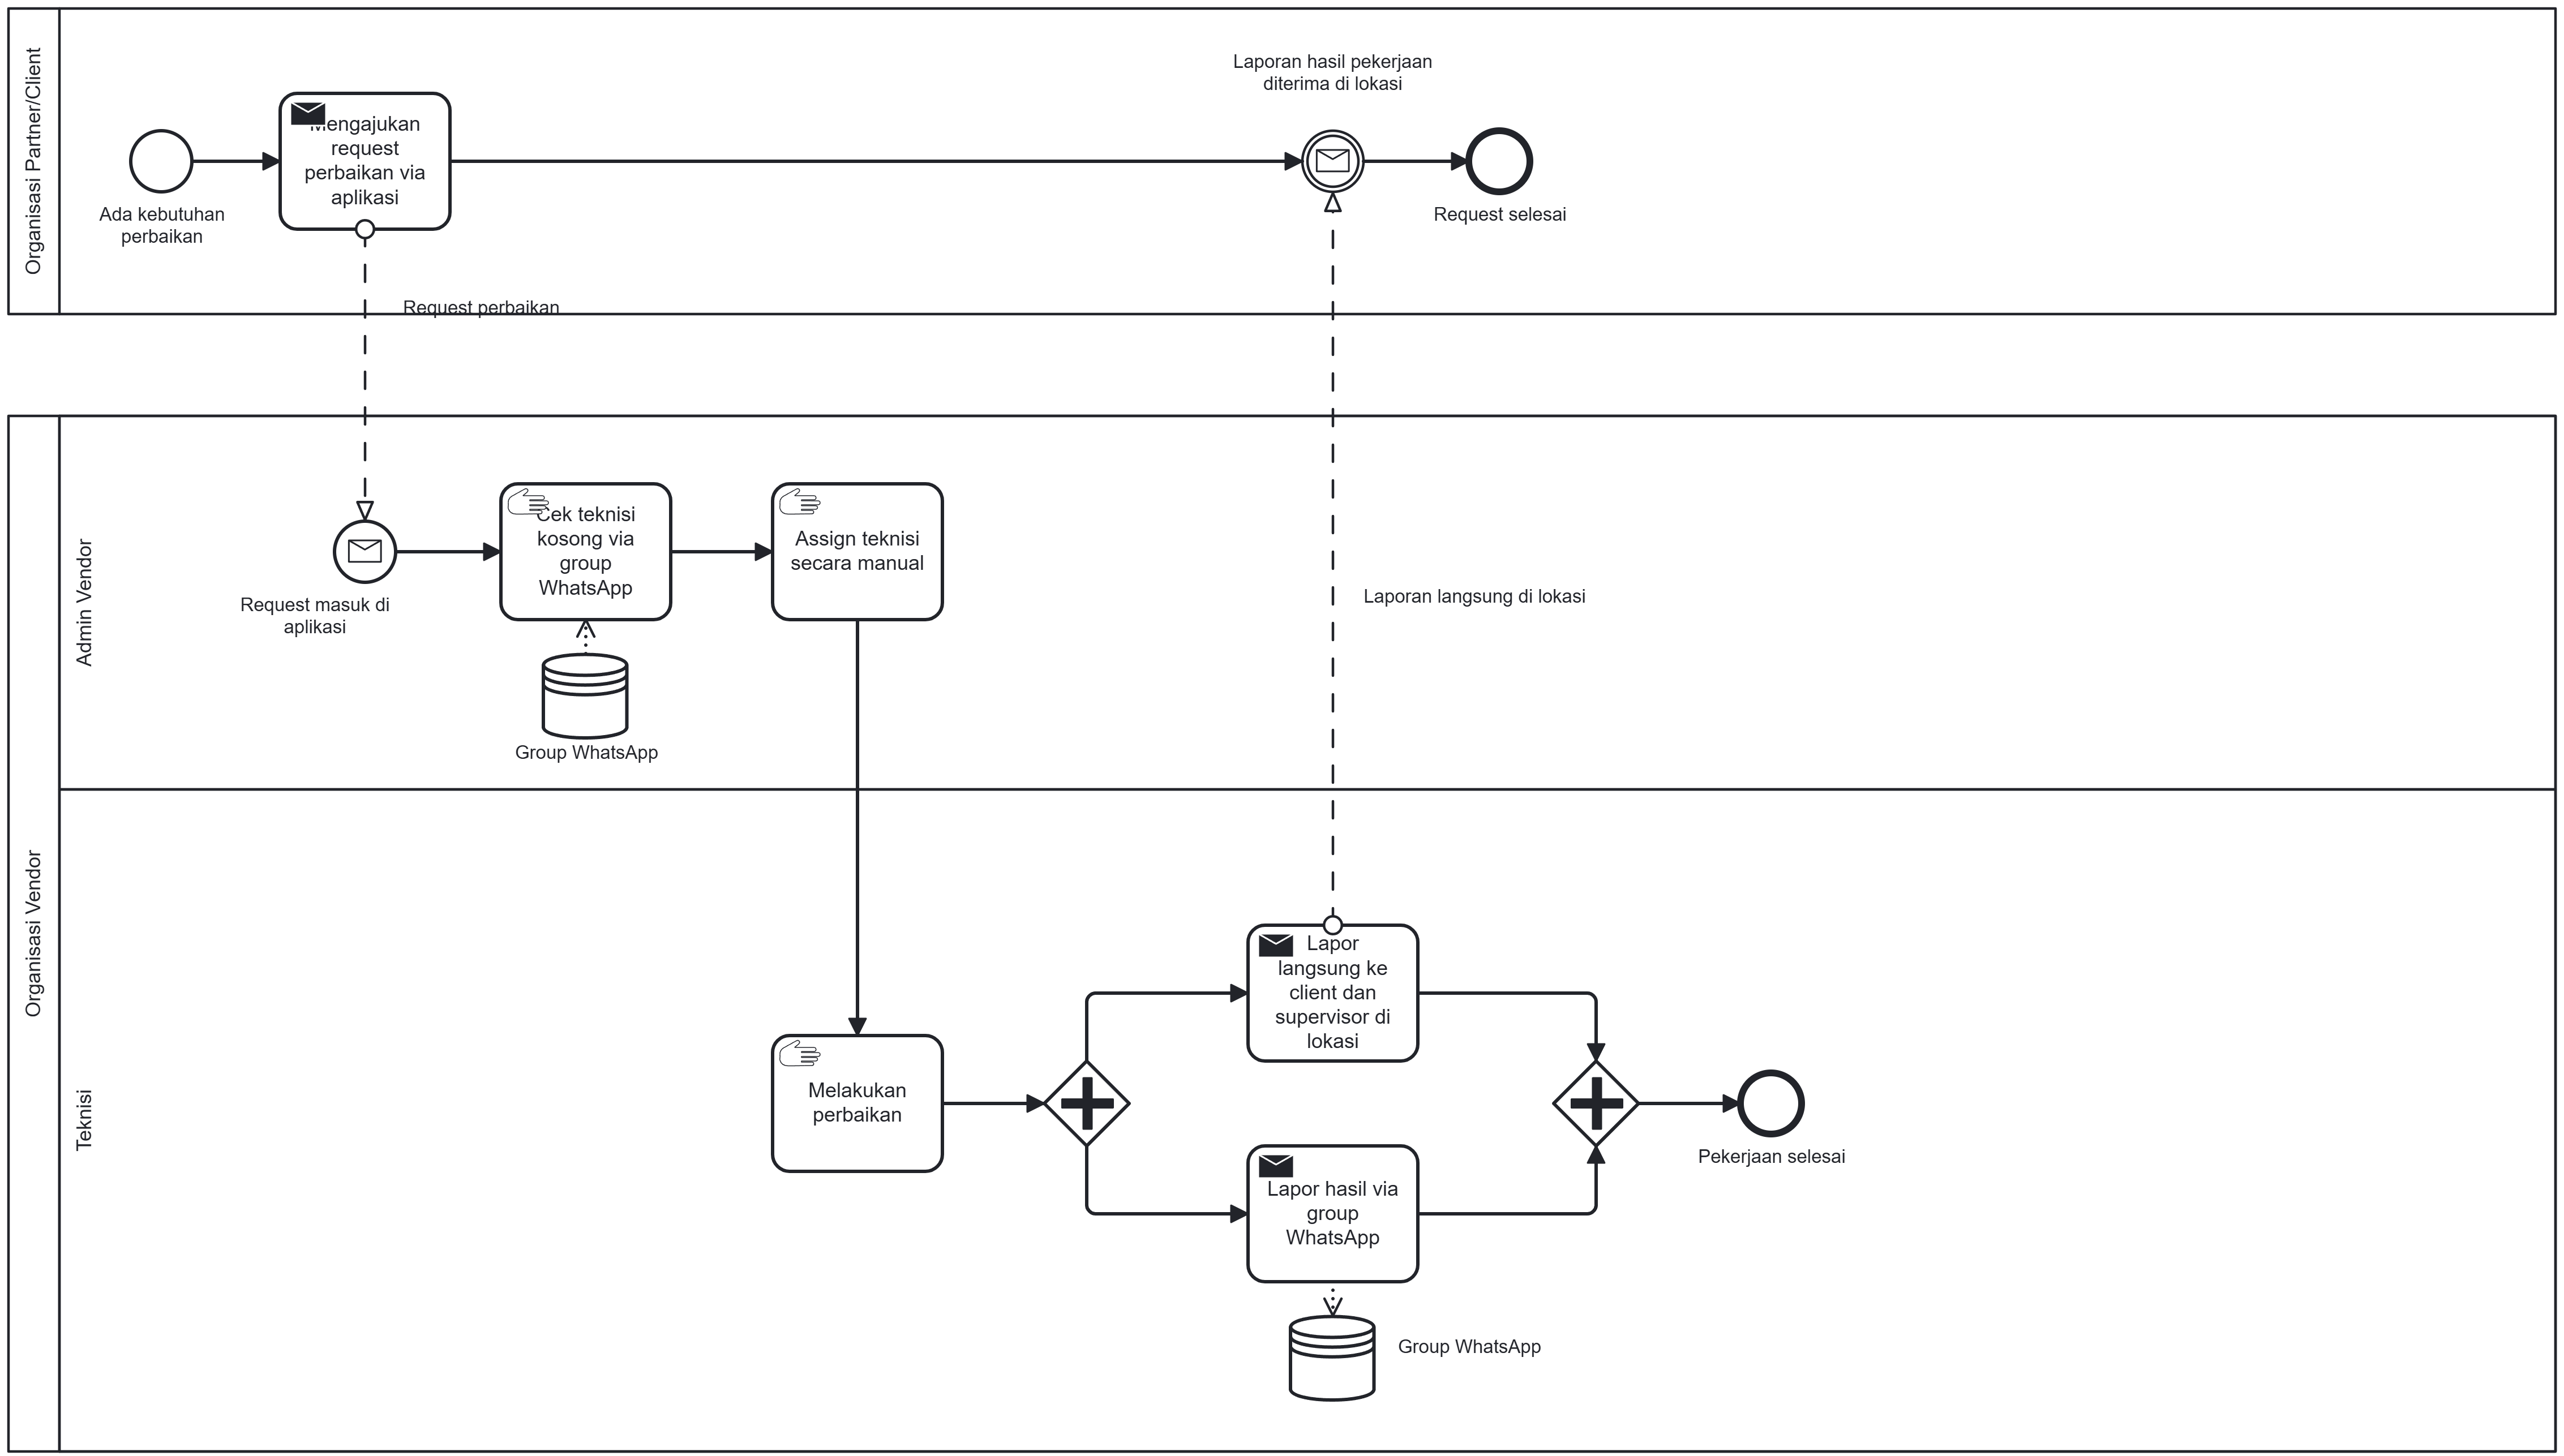 Organisasi Partner/Client
Laporan hasil pekerjaan
diterima di lokasi
Mengajukan
request
perbaikan via
aplikasi
Ada kebutuhan
perbaikan
Request selesai
Request perbaikan
Organisasi Vendor
Admin Vendor
Cek teknisi
kosong via
group
WhatsApp
Assign teknisi
secara manual
Request masuk di
aplikasi
Laporan langsung di lokasi
Group WhatsApp
Teknisi
Lapor
langsung ke
client dan
supervisor di
lokasi
Melakukan
perbaikan
Pekerjaan selesai
Lapor hasil via
group
WhatsApp
Group WhatsApp